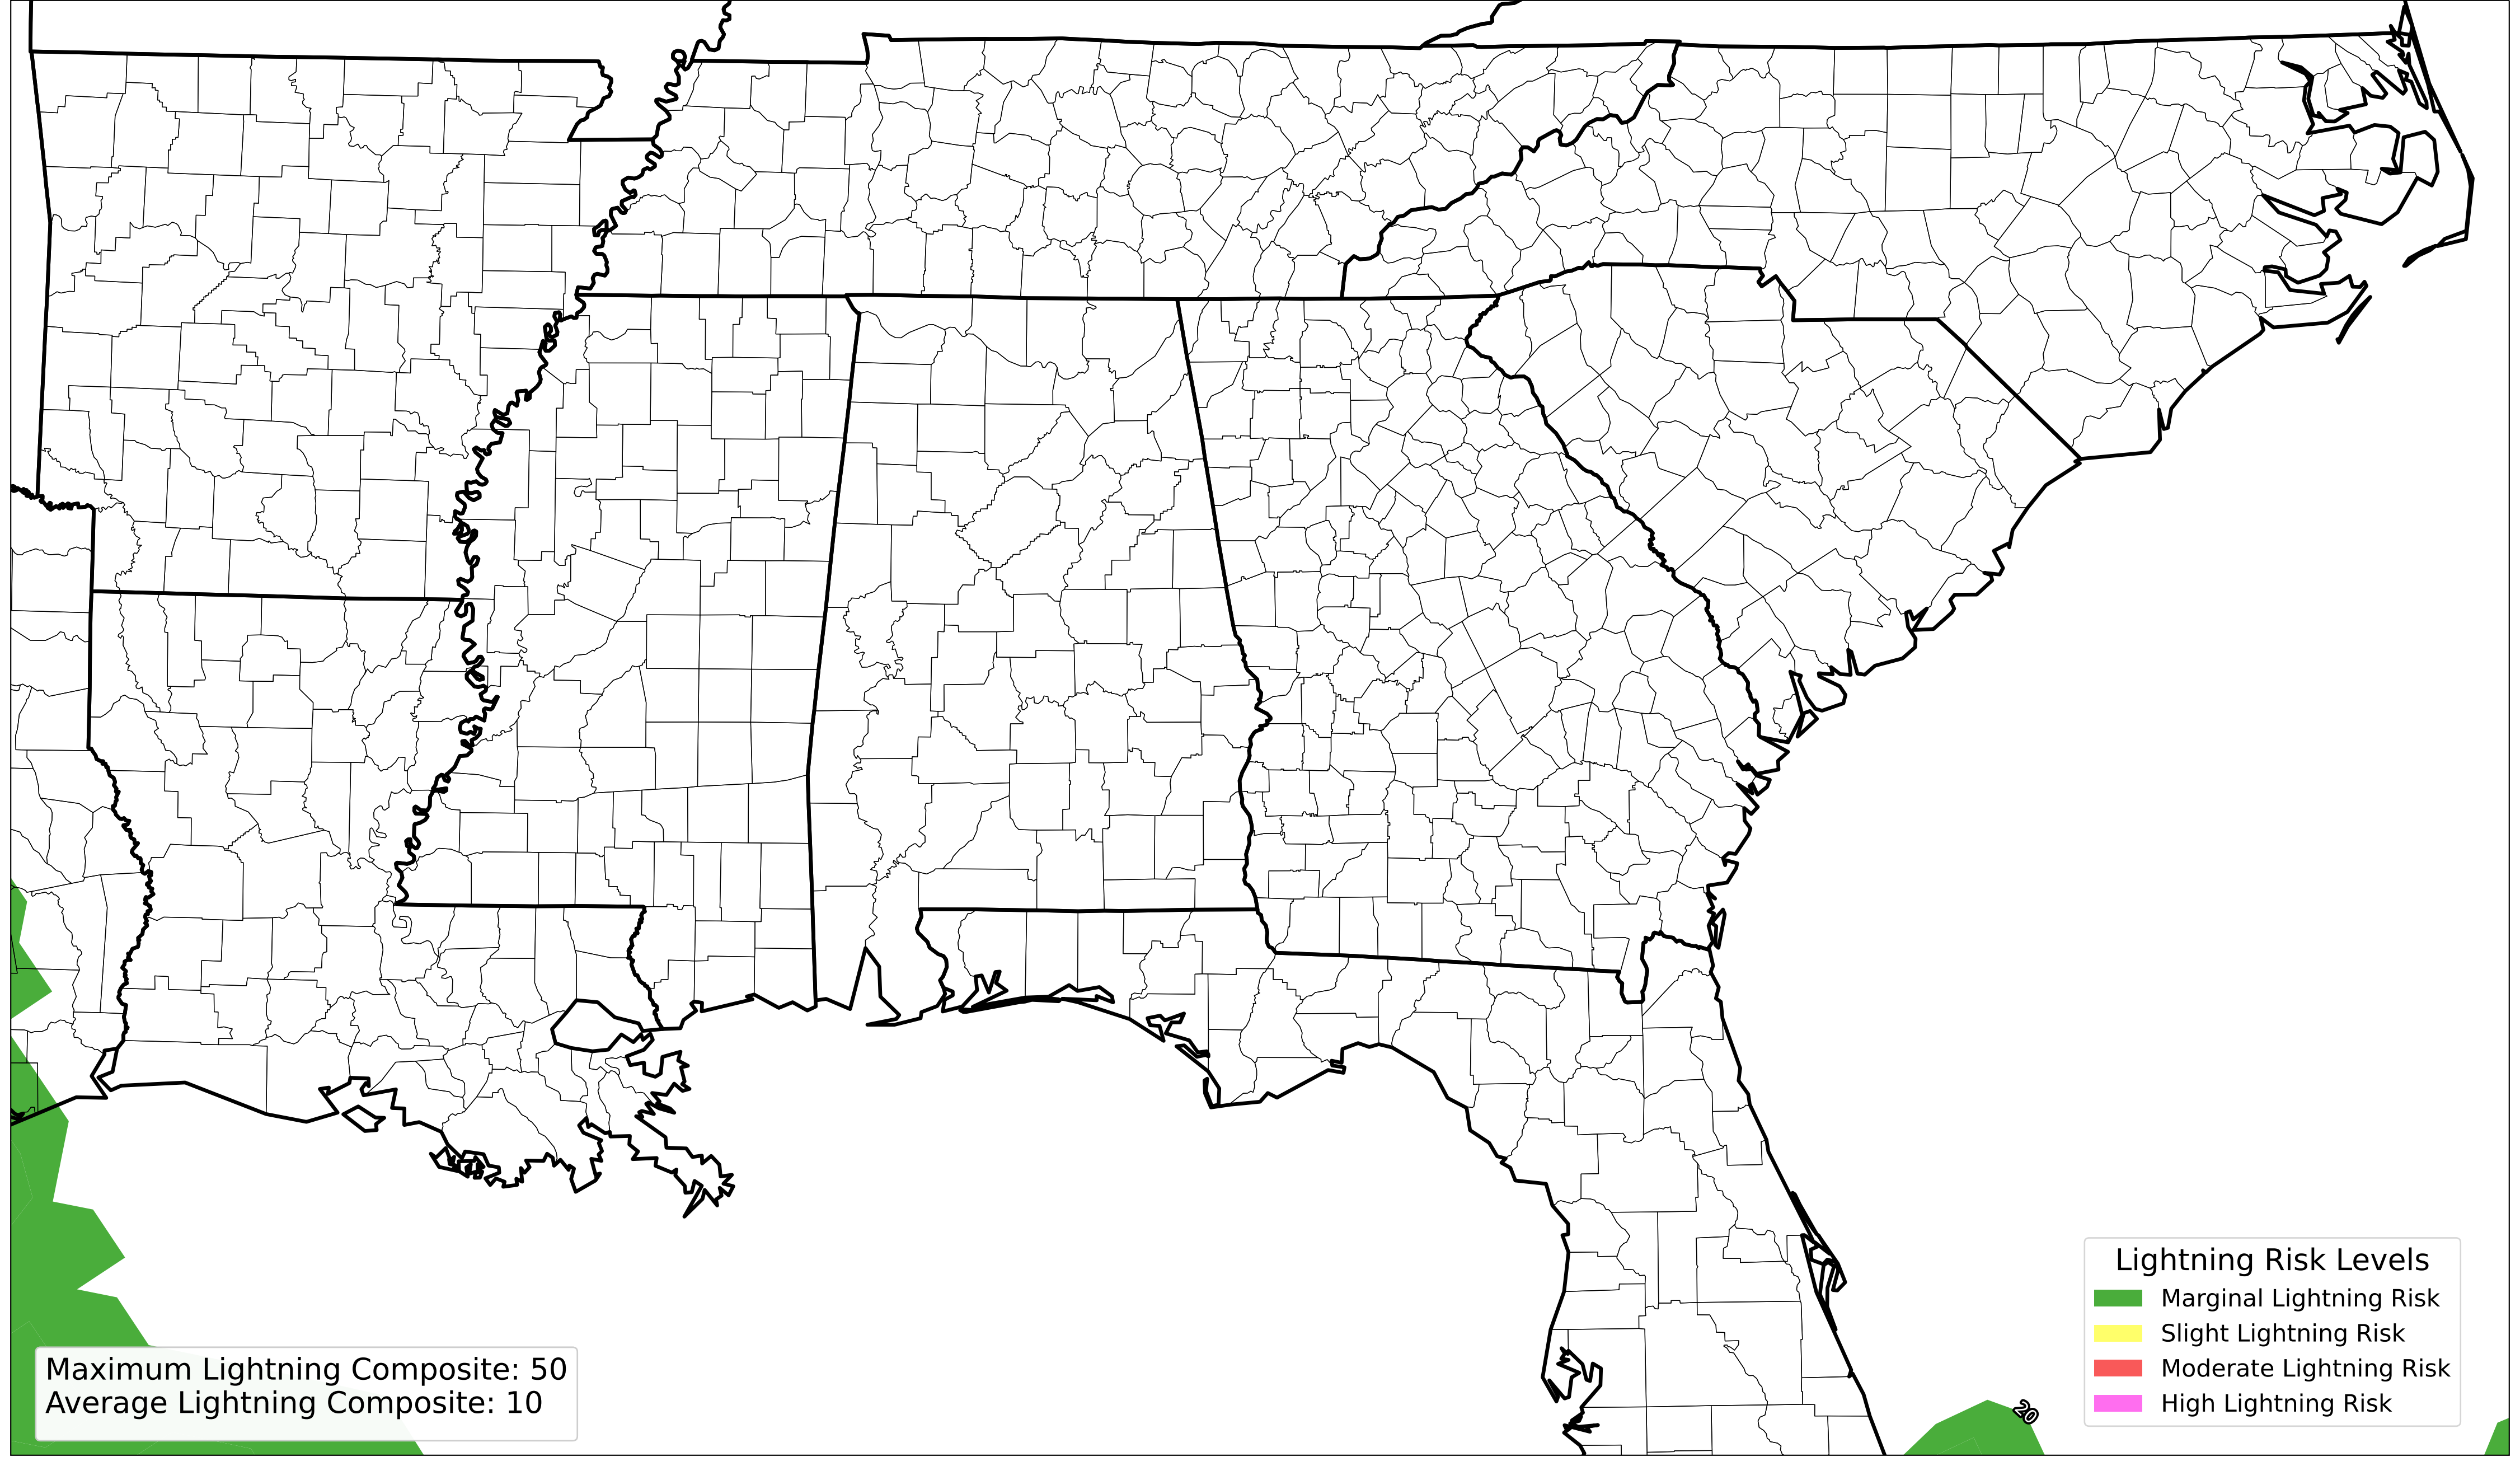 Maximum Lightning Composite: 50
Average Lightning Composite: 10
20
Lightning Risk Levels
Marginal Lightning Risk
Slight Lightning Risk
Moderate Lightning Risk
High Lightning Risk